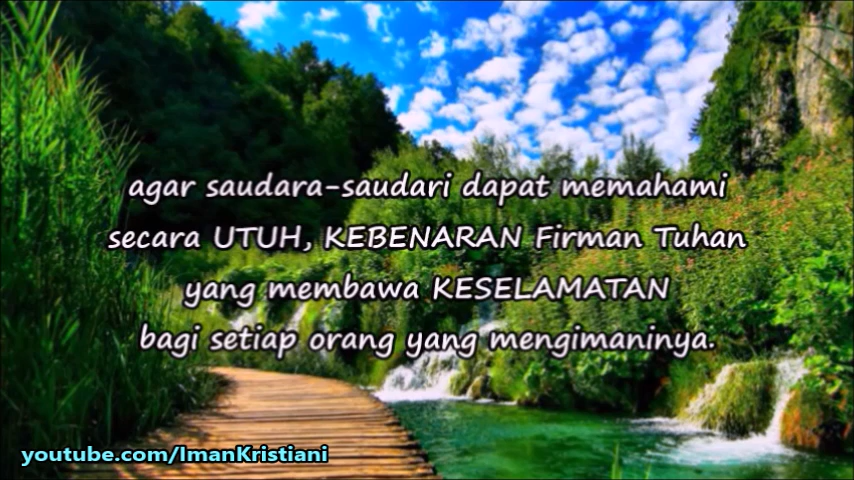 agar saudara-saudari dapat memahami
secara UTUH, KEBENARAN Firman Tuhan
yang membawa KESELAMATAN
bagi setiap orang yang mengimaninya.
youtube.com/ImanKristiani